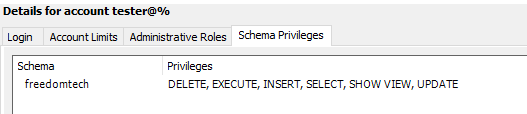 Details for account tester@%
Login Account Limits Administrative Roles Schema Privileges
Schema Privileges
freedomtech DELETE, EXECUTE, INSERT, SELECT, SHOW VIEW, UPDATE